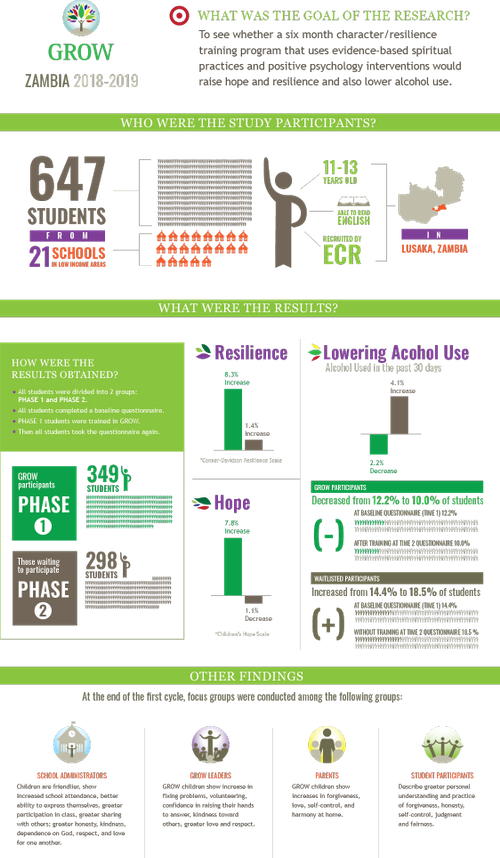 GROW
ZAMBIA 2018-2019
WHAT WAS THE GOAL OF THE RESEARCH?
To see whether a six month character/resilience
training program that uses evidence-based spiritual
practices and positive psychology interventions would
raise hope and resilience and also lower alcohol use.
WHO WERE THE STUDY PARTICIPANTS?
647
STUDENTS
FROM
21 SCHOOLS
IN LOW INCOME AREAS
11-13
YEARS OLD
ABLE TO READ
ENGLISH
RECRUITED BY
ECR
IN
LUSAKA, ZAMBIA
WHAT WERE THE RESULTS?
HOW WERE THE
RESULTS OBTAINED?
All students were divided into 2 groups:
PHASE 1 and PHASE 2.
All students completed a baseline questionnaire.
PHASE 1 students were trained in GROW.
Then all students took the questionnaire again.
GROW
participants
PHASE
1
349
STUDENTS
Those waiting
to participate
PHASE
2
298
STUDENTS
Resilience
8.3%
Increase
1.4%
Increase
*Connor-Davidson Resilience Scale
Hope
7.8%
Increase
1.1%
Decrease
*Children's Hope Scale
Lowering Acohol Use
Alcohol Used in the past 30 days
4.1%
Increase
2.2%
Decrease
GROW PARTICIPANTS
Decreased from 12.2% to 10.0% of students
(-)
AT BASELINE QUESTIONNAIRE (TIME 1) 12.2%
AFTER TRAINING AT TIME 2 QUESTIONNAIRE 10.0%
WAITLISTED PARTICIPANTS
Increased from 14.4% to 18.5% of students
(+)
AT BASELINE QUESTIONNAIRE (TIME 1) 14.4%
WITHOUT TRAINING AT TIME 2 QUESTIONNAIRE 18.5 %
OTHER FINDINGS
At the end of the first cycle, focus groups were conducted among the following groups:
SCHOOL ADMINISTRATORS
Children are friendlier, show
increased school attendance, better
ability to express themselves, greater
participation in class, greater sharing
with others; greater honesty, kindness,
dependence on God, respect, and love
for one another.
GROW LEADERS
GROW children show increase in
fixing problems, volunteering,
confidence in raising their hands
to answer, kindness toward
others, greater love and respect.
PARENTS
GROW children show
increases in forgiveness,
love, self-control, and
harmony at home.
STUDENT PARTICIPANTS
Describe greater personal
understanding and practice
of forgiveness, honesty,
self-control, judgment
and fairness.